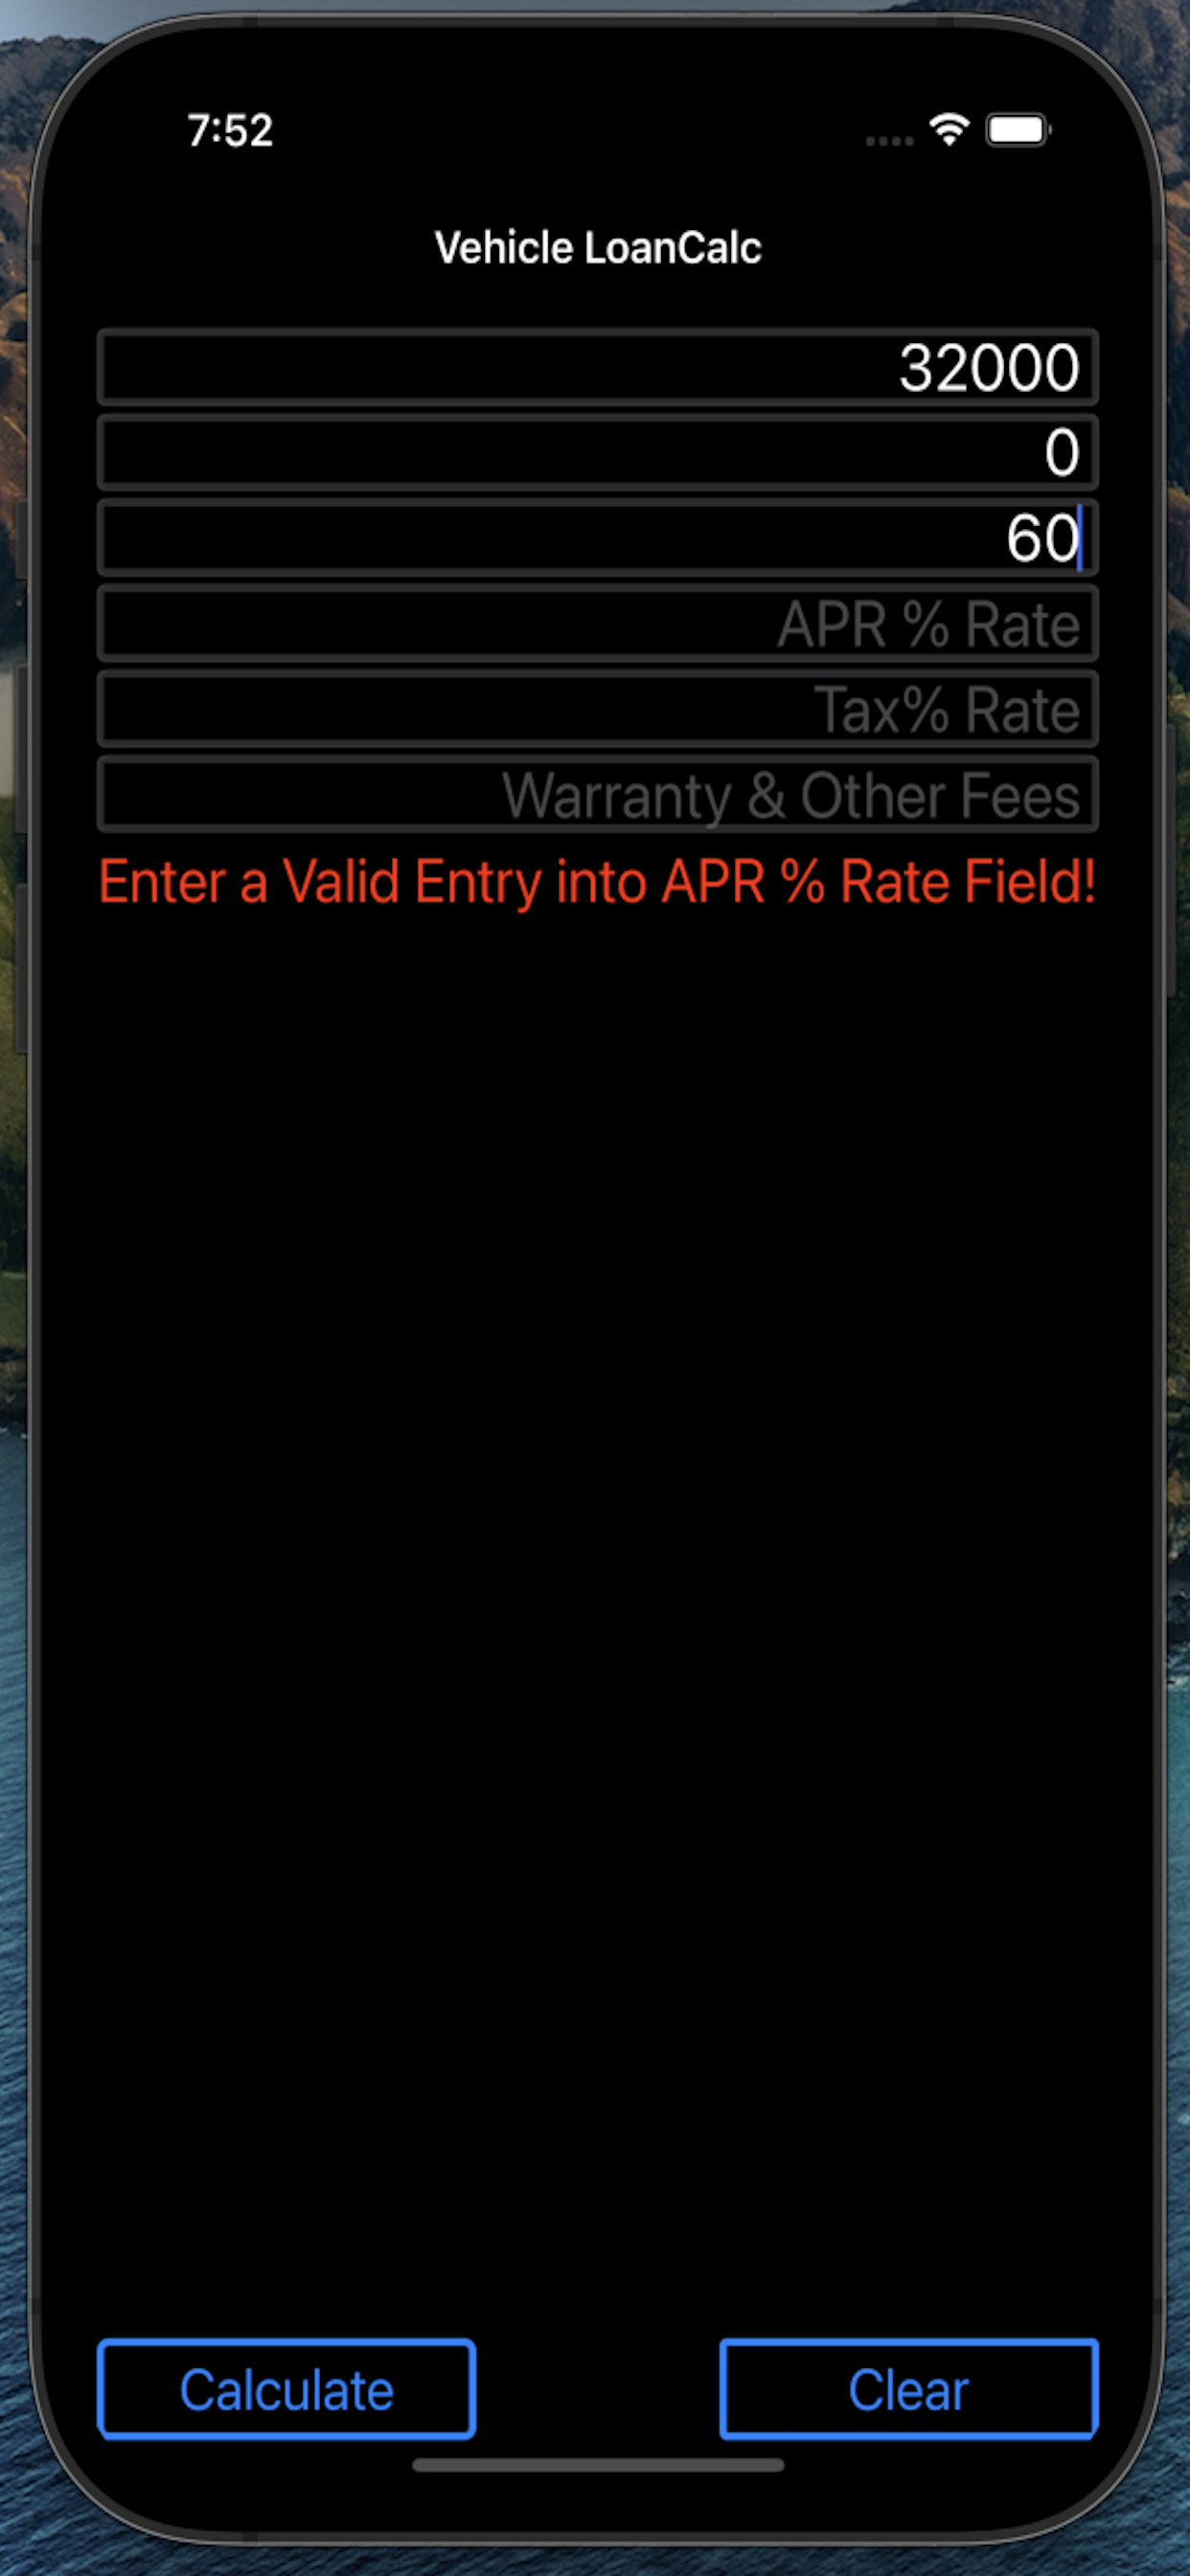 7:52
Vehicle LoanCalc
32000
0
60
APR % Rate
Tax% Rate
Warranty & Other Fees
Enter a Valid Entry into APR % Rate Field!
Calculate
Clear